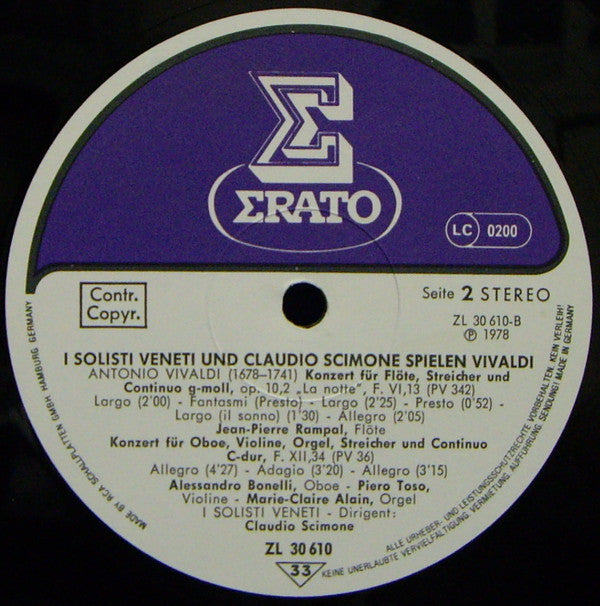 Σ
ΣRATO
LC 0200
Contr.
Copyr.
Seite 2 STEREO
ZL 30 610-B
℗ 1978
I SOLISTI VENETI UND CLAUDIO SCIMONE SPIELEN VIVALDI
ANTONIO VIVALDI (1678–1741) Konzert für Flöte, Streicher und
Continuo g-moll, op. 10,2 „La notte", F. VI,13 (PV 342)
Largo (2'00) - Fantasmi (Presto) - Largo (2'25) - Presto (0'52) -
Largo (il sonno) (1'30) - Allegro (2'05)
Jean-Pierre Rampal, Flöte
Konzert für Oboe, Violine, Orgel, Streicher und Continuo
C-dur, F. XII,34 (PV 36)
Allegro (4'27) - Adagio (3'20) - Allegro (3'15)
Alessandro Bonelli, Oboe - Piero Toso,
Violine - Marie-Claire Alain, Orgel
I SOLISTI VENETI - Dirigent:
Claudio Scimone
ZL 30 610
33
MADE BY RCA SCHALLPLATTEN GMBH HAMBURG GERMANY
ALLE URHEBER- UND LEISTUNGSSCHUTZRECHTE VORBEHALTEN. KEIN VERLEIH!
KEINE UNERLAUBTE VERVIELFÄLTIGUNG, VERMIETUNG, AUFFÜHRUNG, SENDUNG! MADE IN GERMANY